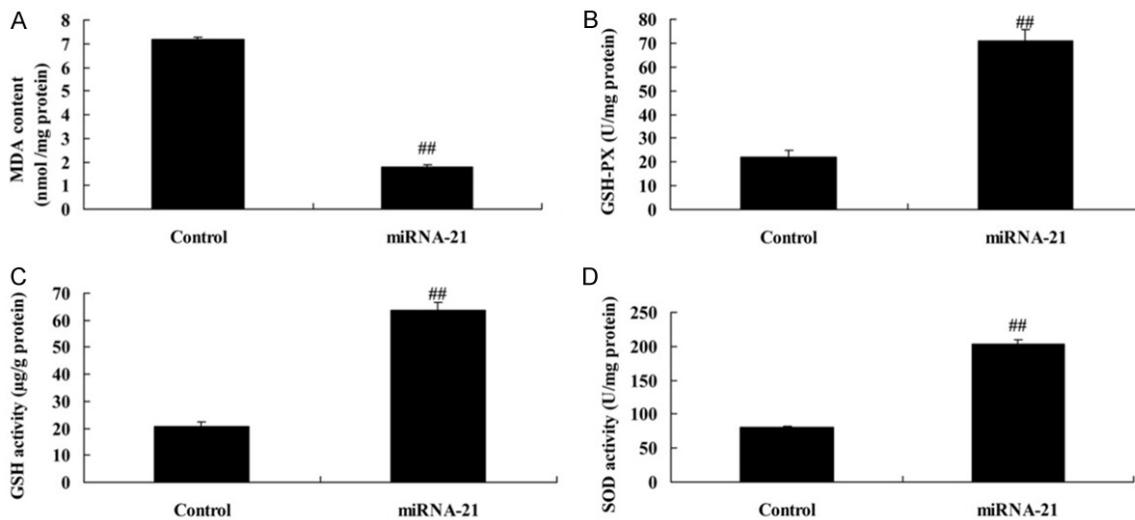 A
MDA content
(nmol /mg protein)
8
7
6
5
4
3
2
1
0
##
Control
miRNA-21
B
GSH-PX (U/mg protein)
80
70
60
50
40
30
20
10
0
##
Control
miRNA-21
C
GSH activity (μg/g protein)
70
60
50
40
30
20
10
0
##
Control
miRNA-21
D
SOD activity (U/mg protein)
250
200
150
100
50
0
##
Control
miRNA-21